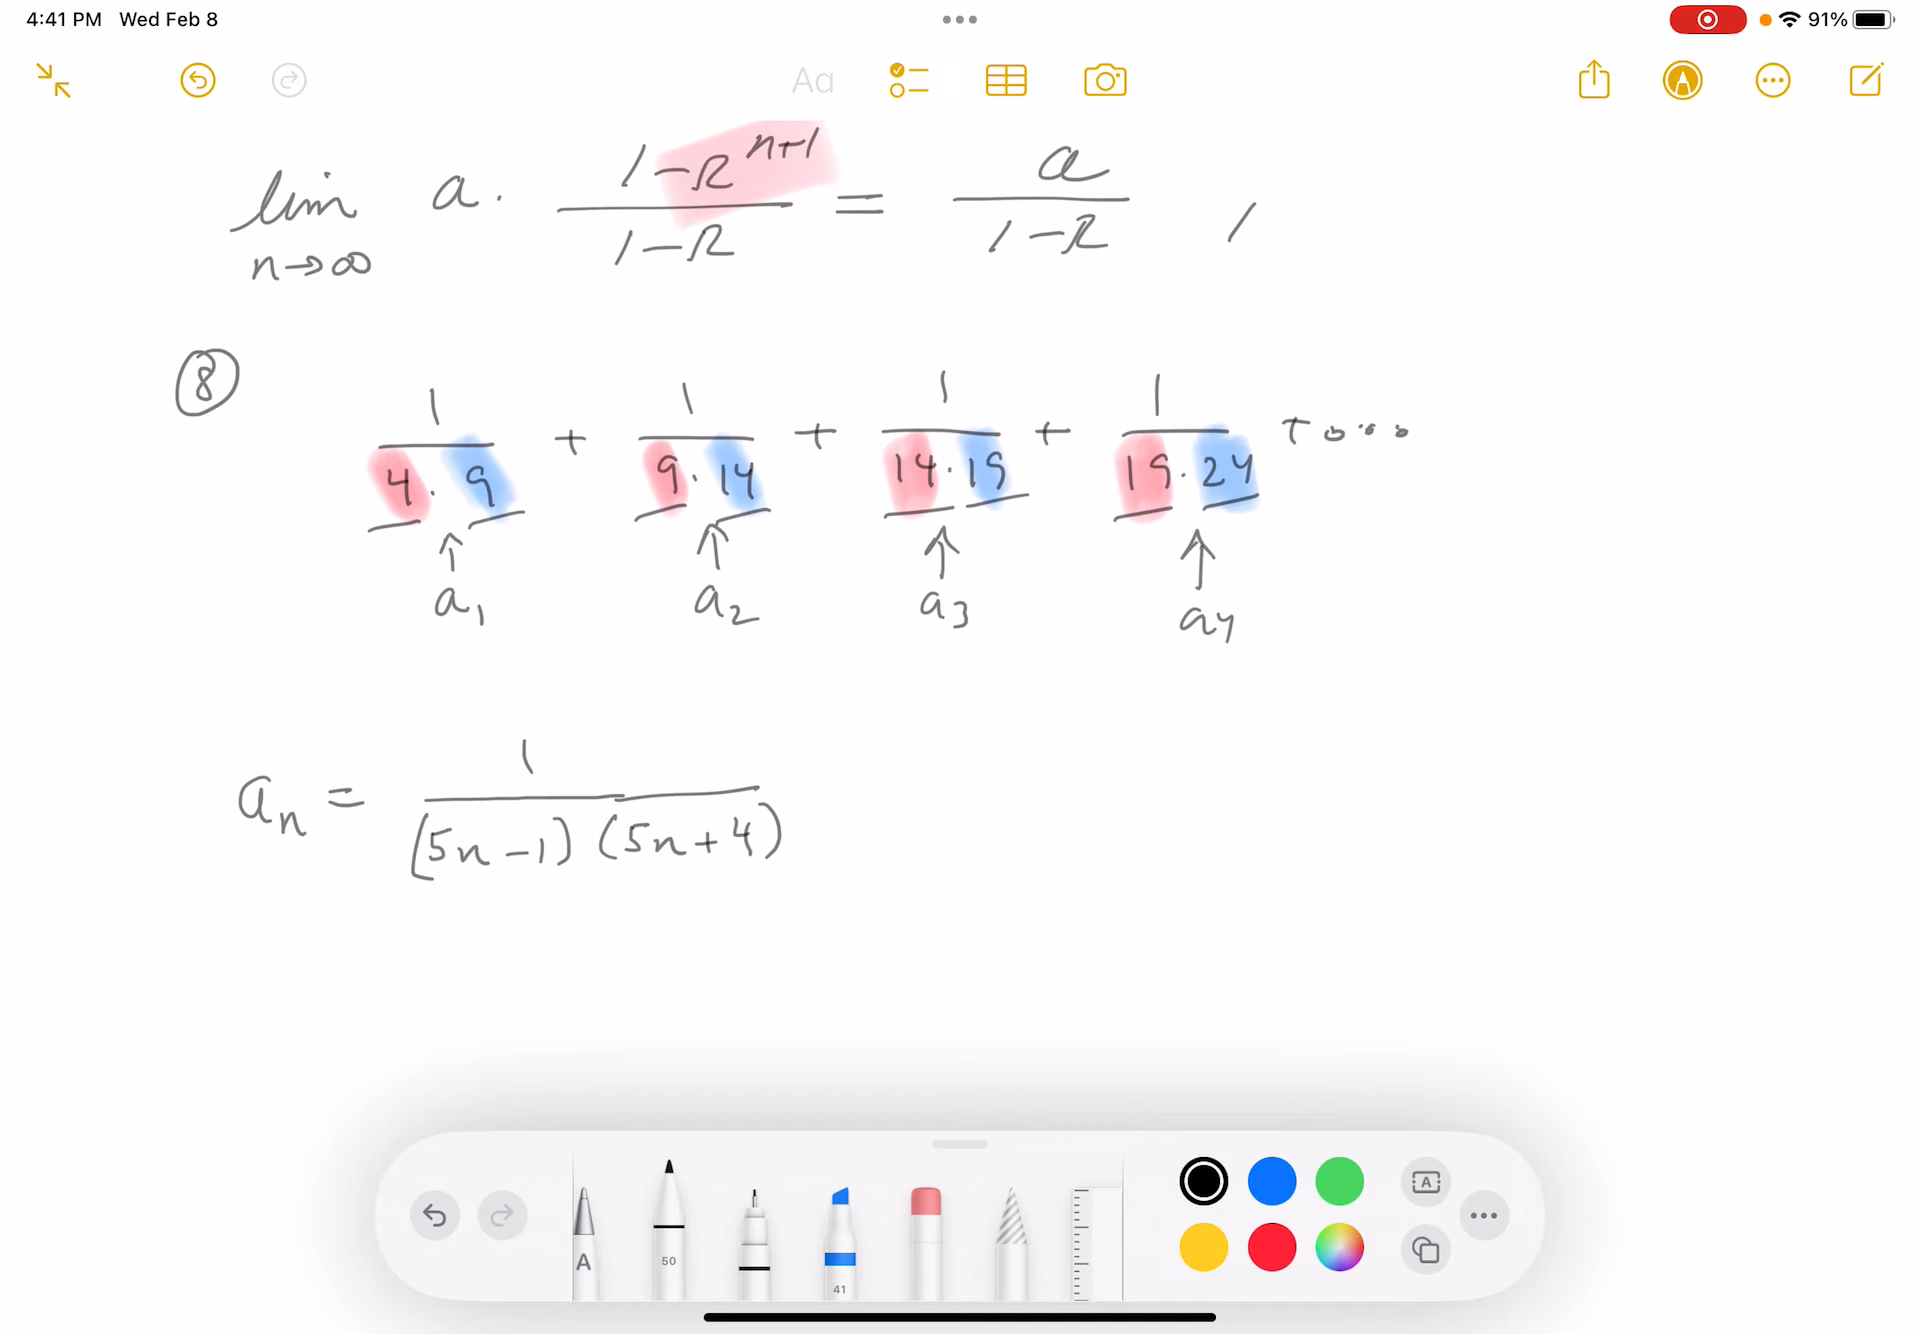 4:41 PM Wed Feb 8 91%
Aa
lim n→∞ a · (1-R^(n+1))/(1-R) = a/(1-R) ,
⑧ 1/(4·9) + 1/(9·14) + 1/(14·19) + 1/(19·24) + ....
↑ ↑ ↑ ↑
a₁ a₂ a₃ a₄
aₙ = 1/((5n-1)(5n+4))
A 50 41 A